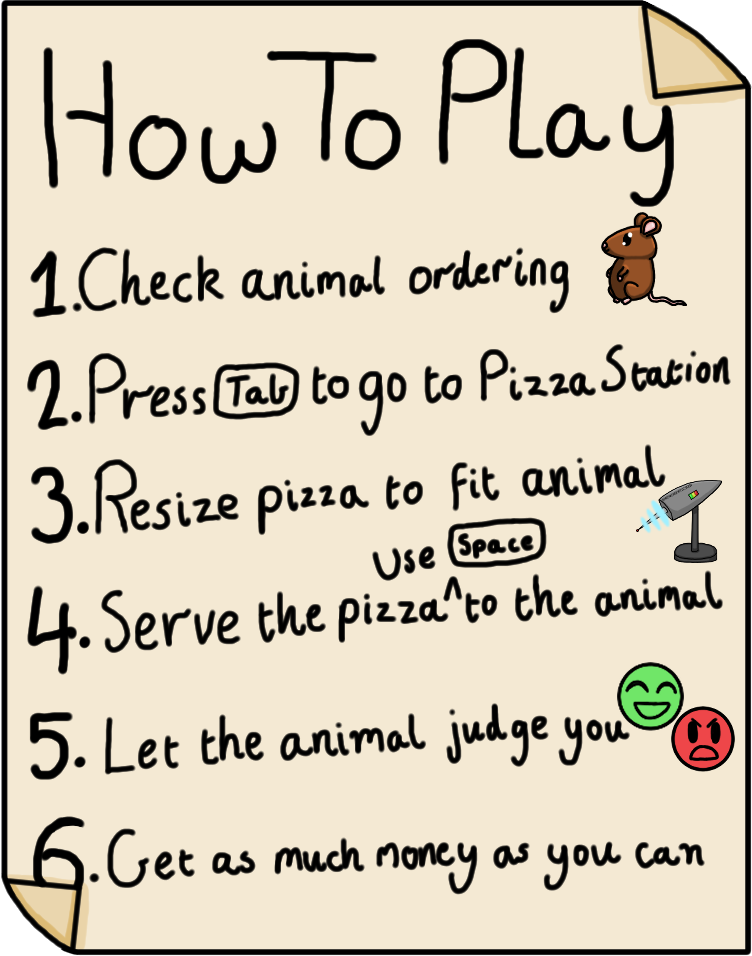 How To Play
1. Check animal ordering
2. Press Tab to go to Pizza Station
3. Resize pizza to fit animal
use Space
4. Serve the pizza ^ to the animal
5. Let the animal judge you
6. Get as much money as you can